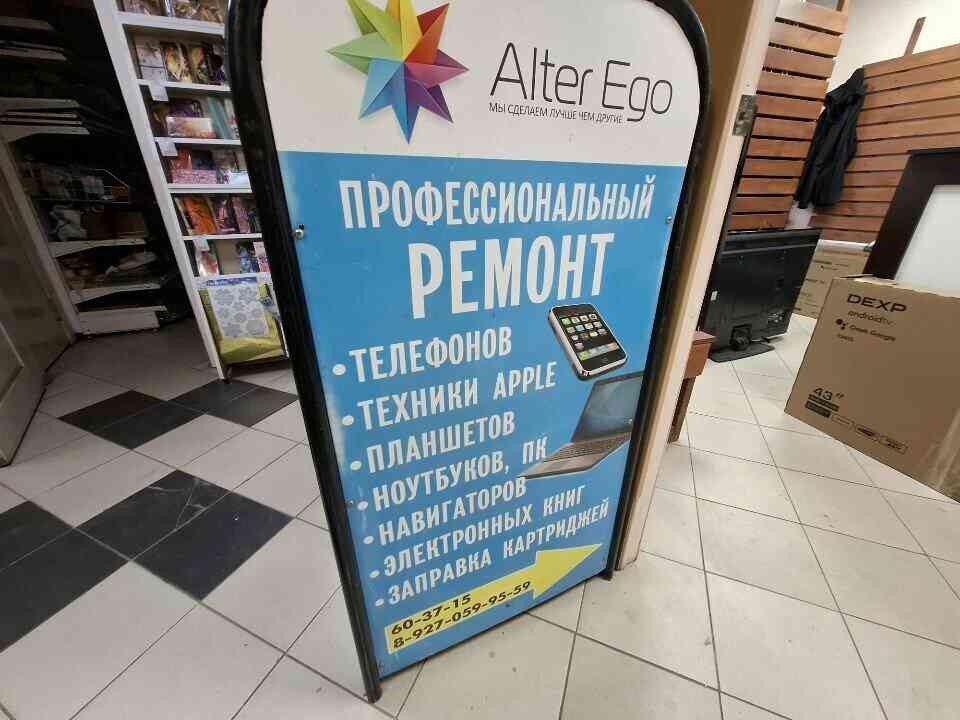 Alter Ego
МЫ СДЕЛАЕМ ЛУЧШЕ ЧЕМ ДРУГИЕ
ПРОФЕССИОНАЛЬНЫЙ
РЕМОНТ
•ТЕЛЕФОНОВ
•ТЕХНИКИ APPLE
•ПЛАНШЕТОВ
•НОУТБУКОВ, ПК
•НАВИГАТОРОВ
•ЭЛЕКТРОННЫХ КНИГ
•ЗАПРАВКА КАРТРИДЖЕЙ
60-37-15
8-927-059-95-59
DEXP
androidtv
43"